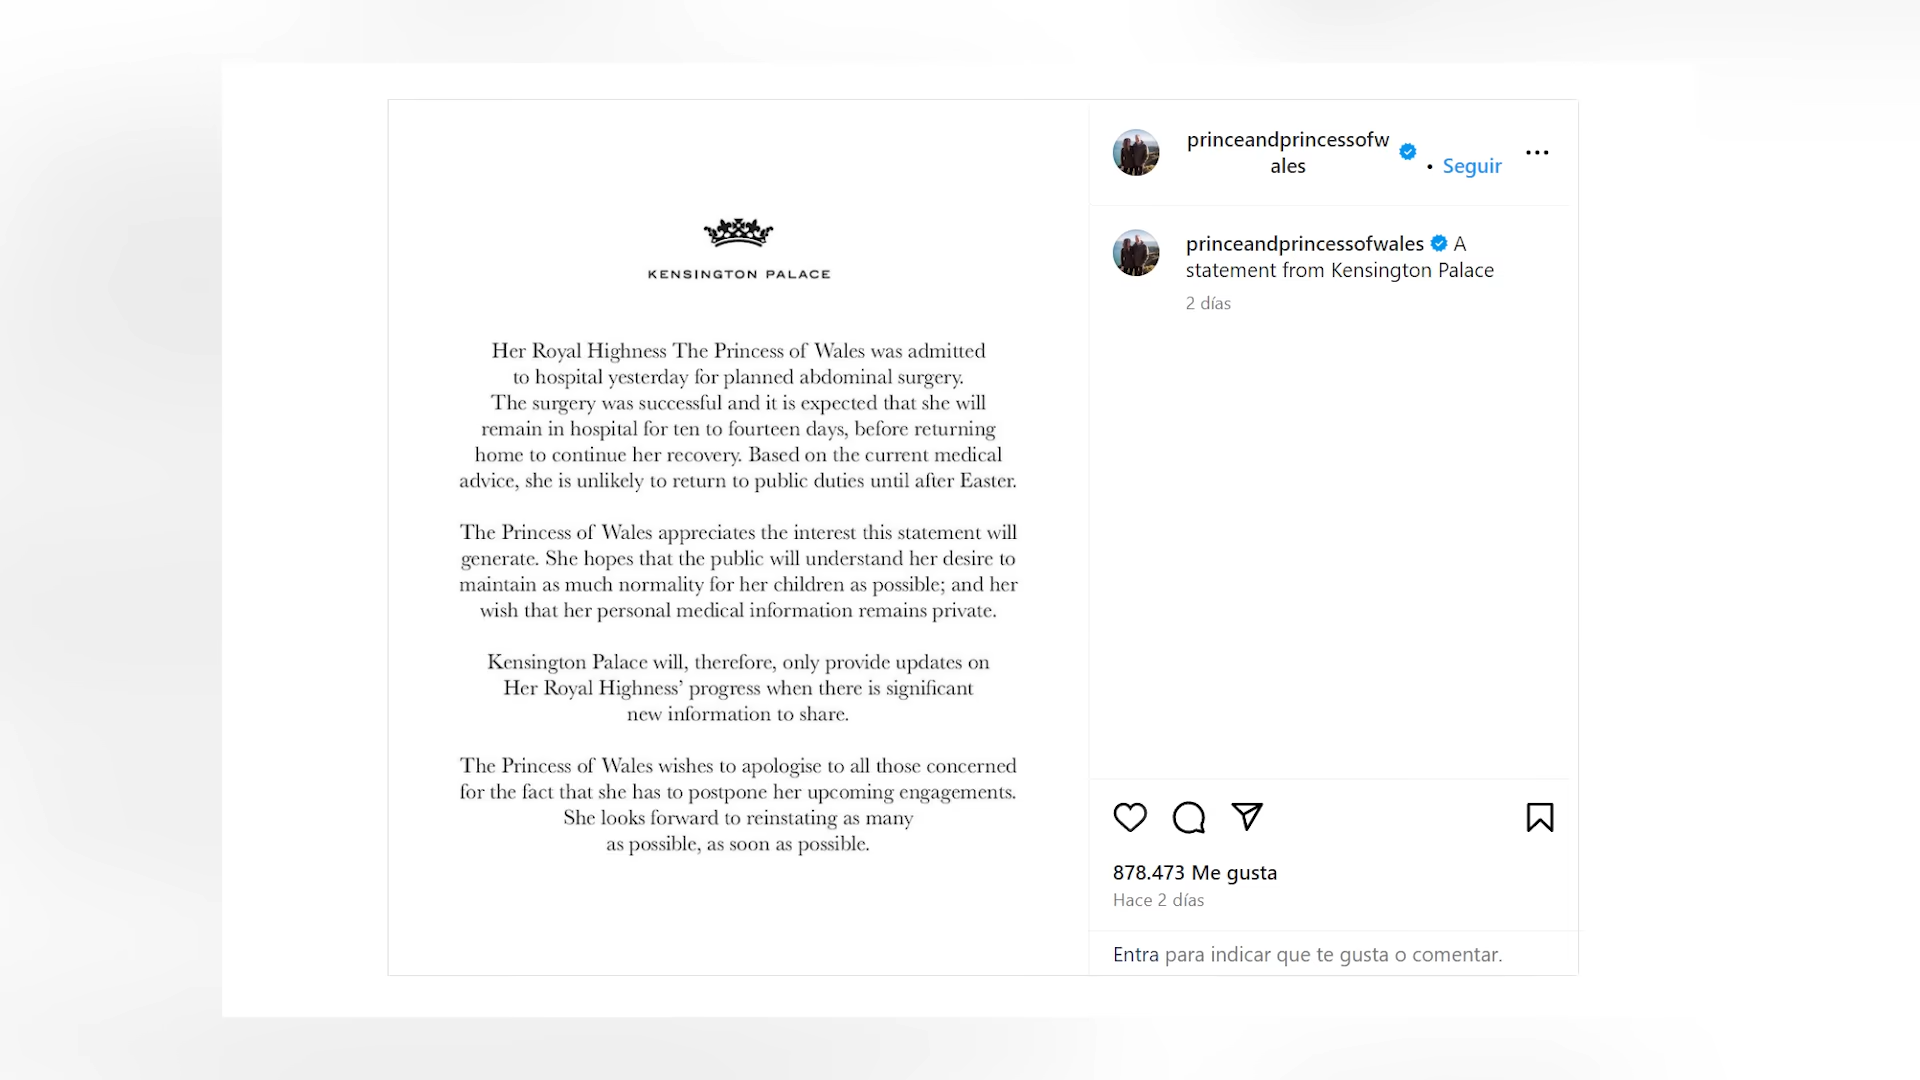 KENSINGTON PALACE
Her Royal Highness The Princess of Wales was admitted
to hospital yesterday for planned abdominal surgery.
The surgery was successful and it is expected that she will
remain in hospital for ten to fourteen days, before returning
home to continue her recovery. Based on the current medical
advice, she is unlikely to return to public duties until after Easter.
The Princess of Wales appreciates the interest this statement will
generate. She hopes that the public will understand her desire to
maintain as much normality for her children as possible; and her
wish that her personal medical information remains private.
Kensington Palace will, therefore, only provide updates on
Her Royal Highness’ progress when there is significant
new information to share.
The Princess of Wales wishes to apologise to all those concerned
for the fact that she has to postpone her upcoming engagements.
She looks forward to reinstating as many
as possible, as soon as possible.
princeandprincessofw
ales • Seguir
princeandprincessofwales A
statement from Kensington Palace
2 días
878.473 Me gusta
Hace 2 días
Entra para indicar que te gusta o comentar.